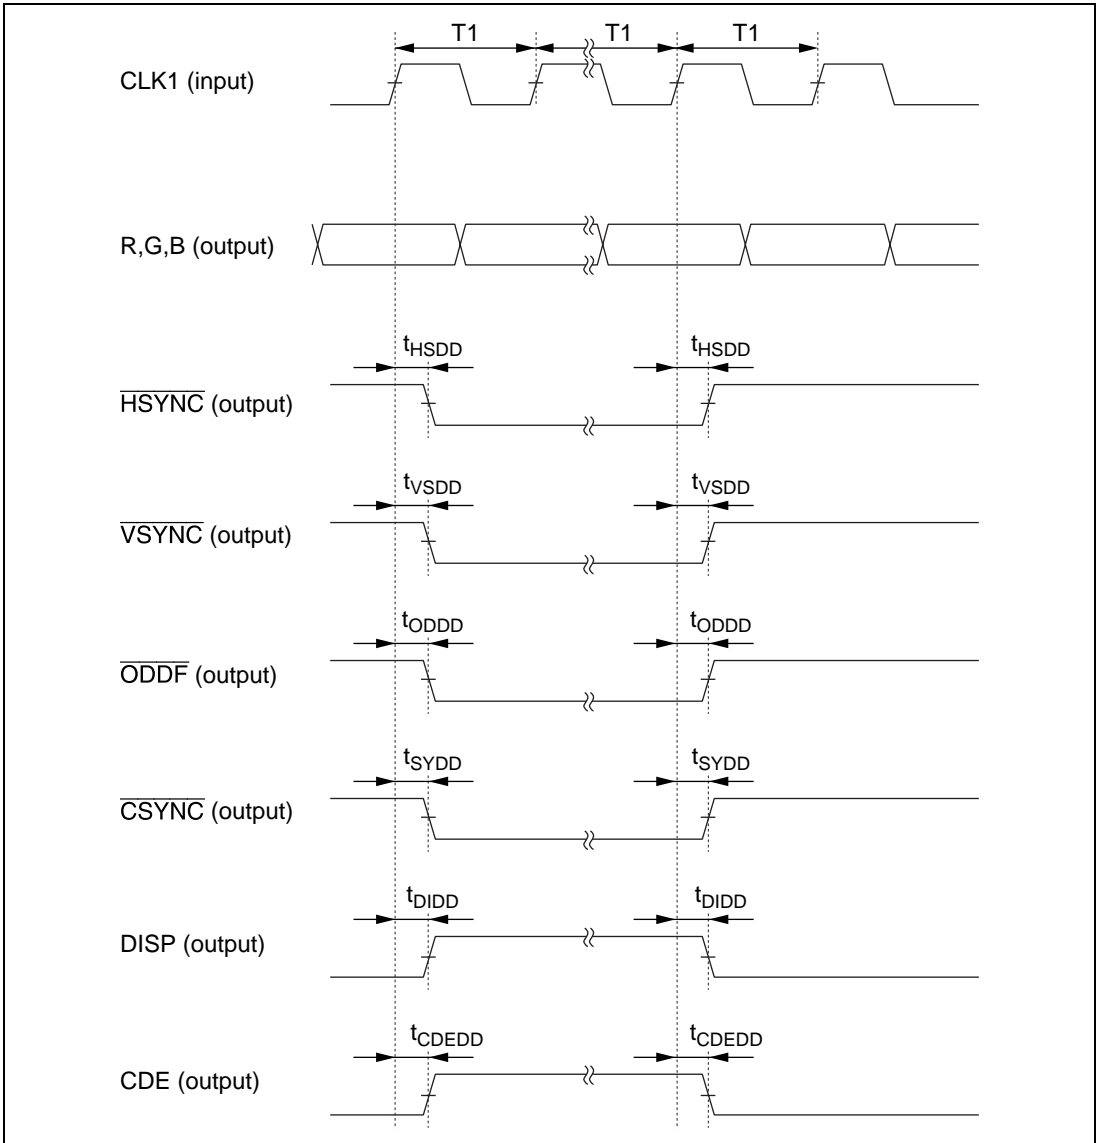 T1 T1 T1
CLK1 (input)
R,G,B (output)
tHSDD tHSDD
HSYNC (output)
tVSDD tVSDD
VSYNC (output)
tODDD tODDD
ODDF (output)
tSYDD tSYDD
CSYNC (output)
tDIDD tDIDD
DISP (output)
tCDEDD tCDEDD
CDE (output)